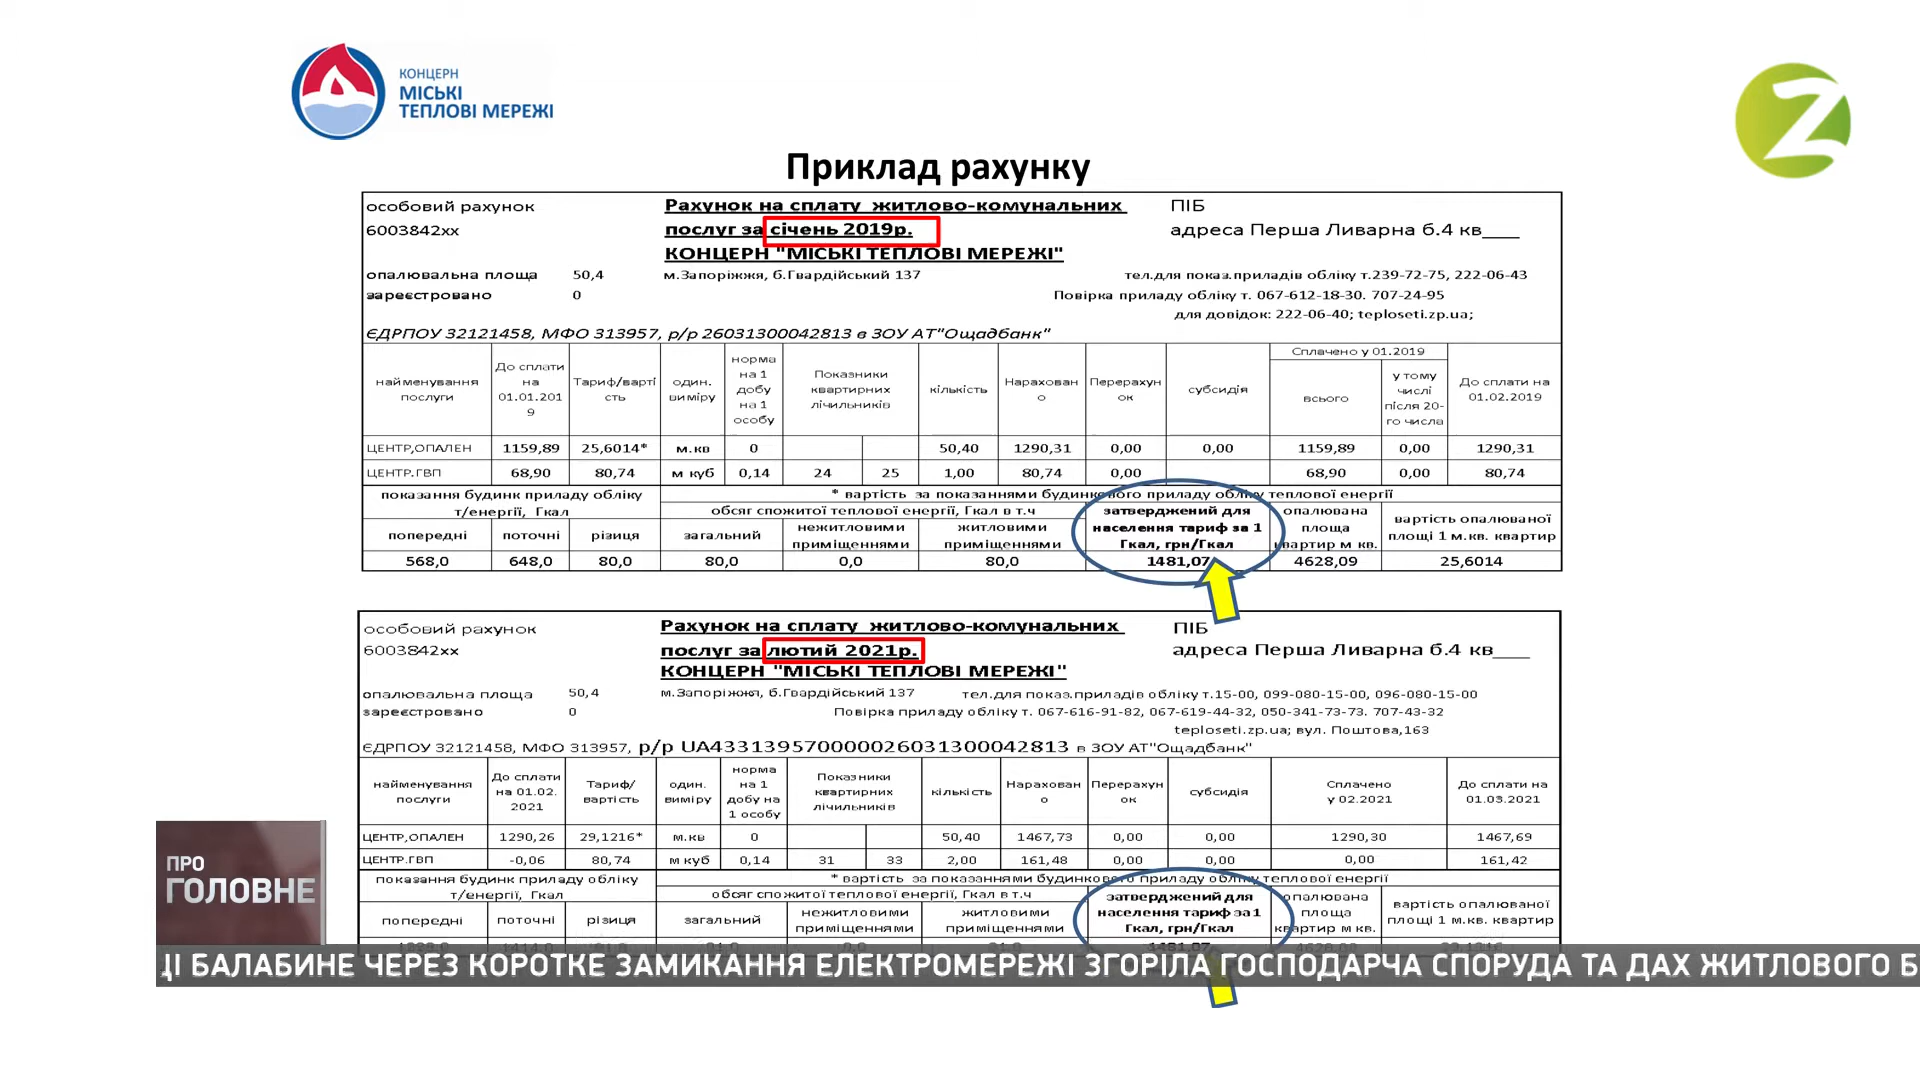 КОНЦЕРН
МІСЬКІ
ТЕПЛОВІ МЕРЕЖІ
Z
Приклад рахунку
особовий рахунок
6003842хх
Рахунок на сплату житлово-комунальних
послуг за січень 2019р.
КОНЦЕРН "МІСЬКІ ТЕПЛОВІ МЕРЕЖІ"
ПІБ
адреса Перша Ливарна б.4 кв___
опалювальна площа 50,4 м.Запоріжжя, б.Гвардійський 137 тел.для показ.приладів обліку т.239-72-75, 222-06-43
зареєстровано 0 Повірка приладу обліку т. 067-612-18-30. 707-24-95
для довідок: 222-06-40; teploseti.zp.ua;
ЄДРПОУ 32121458, МФО 313957, р/р 26031300042813 в ЗОУ АТ"Ощадбанк"
найменування послуги
До сплати на 01.01.2019
Тариф/вартість
один. виміру
норма на 1 добу на 1 особу
Показники квартирних лічильників
кількість
Нараховано
Перерахунок
субсидія
Сплачено у 01.2019
всього
у тому числі після 20-го числа
До сплати на 01.02.2019
ЦЕНТР,ОПАЛЕН 1159,89 25,6014* м.кв 0 50,40 1290,31 0,00 0,00 1159,89 0,00 1290,31
ЦЕНТР.ГВП 68,90 80,74 м куб 0,14 24 25 1,00 80,74 0,00 68,90 0,00 80,74
показання будинк приладу обліку т/енергії, Гкал
* вартість за показаннями будинкового приладу обліку теплової енергії
обсяг спожитої теплової енергії, Гкал в т.ч
попередні
поточні
різиця
загальний
нежитловими приміщеннями
житловими приміщеннями
затверджений для населення тариф за 1 Гкал, грн/Гкал
опалювана площа квартир м кв.
вартість опалюваної площі 1 м.кв. квартир
568,0 648,0 80,0 80,0 0,0 80,0 1481,07 4628,09 25,6014
особовий рахунок
6003842хх
Рахунок на сплату житлово-комунальних
послуг за лютий 2021р.
КОНЦЕРН "МІСЬКІ ТЕПЛОВІ МЕРЕЖІ"
ПІБ
адреса Перша Ливарна б.4 кв___
опалювальна площа 50,4 м.Запоріжжя, б.Гвардійський 137 тел.для показ.приладів обліку т.15-00, 099-080-15-00, 096-080-15-00
зареєстровано 0 Повірка приладу обліку т. 067-616-91-82, 067-619-44-32, 050-341-73-73. 707-43-32
teploseti.zp.ua; вул. Поштова,163
ЄДРПОУ 32121458, МФО 313957, р/р UA433139570000026031300042813 в ЗОУ АТ"Ощадбанк"
найменування послуги
До сплати на 01.02. 2021
Тариф/ вартість
один. виміру
норма на 1 добу на 1 особу
Показники квартирних лічильників
кількість
Нараховано
Перерахунок
субсидія
Сплачено у 02.2021
До сплати на 01.03.2021
ЦЕНТР,ОПАЛЕН 1290,26 29,1216* м.кв 0 50,40 1467,73 0,00 0,00 1290,30 1467,69
ЦЕНТР.ГВП -0,06 80,74 м куб 0,14 31 33 2,00 161,48 0,00 0,00 0,00 161,42
показання будинк приладу обліку т/енергії, Гкал
* вартість за показаннями будинкового приладу обліку теплової енергії
обсяг спожитої теплової енергії, Гкал в т.ч
попередні
поточні
різиця
загальний
нежитловими приміщеннями
житловими приміщеннями
затверджений для населення тариф за 1 Гкал, грн/Гкал
опалювана площа квартир м кв.
вартість опалюваної площі 1 м.кв. квартир
1481,07
ПРО
ГОЛОВНЕ
ЦІ БАЛАБИНЕ ЧЕРЕЗ КОРОТКЕ ЗАМИКАННЯ ЕЛЕКТРОМЕРЕЖІ ЗГОРІЛА ГОСПОДАРЧА СПОРУДА ТА ДАХ ЖИТЛОВОГО Б